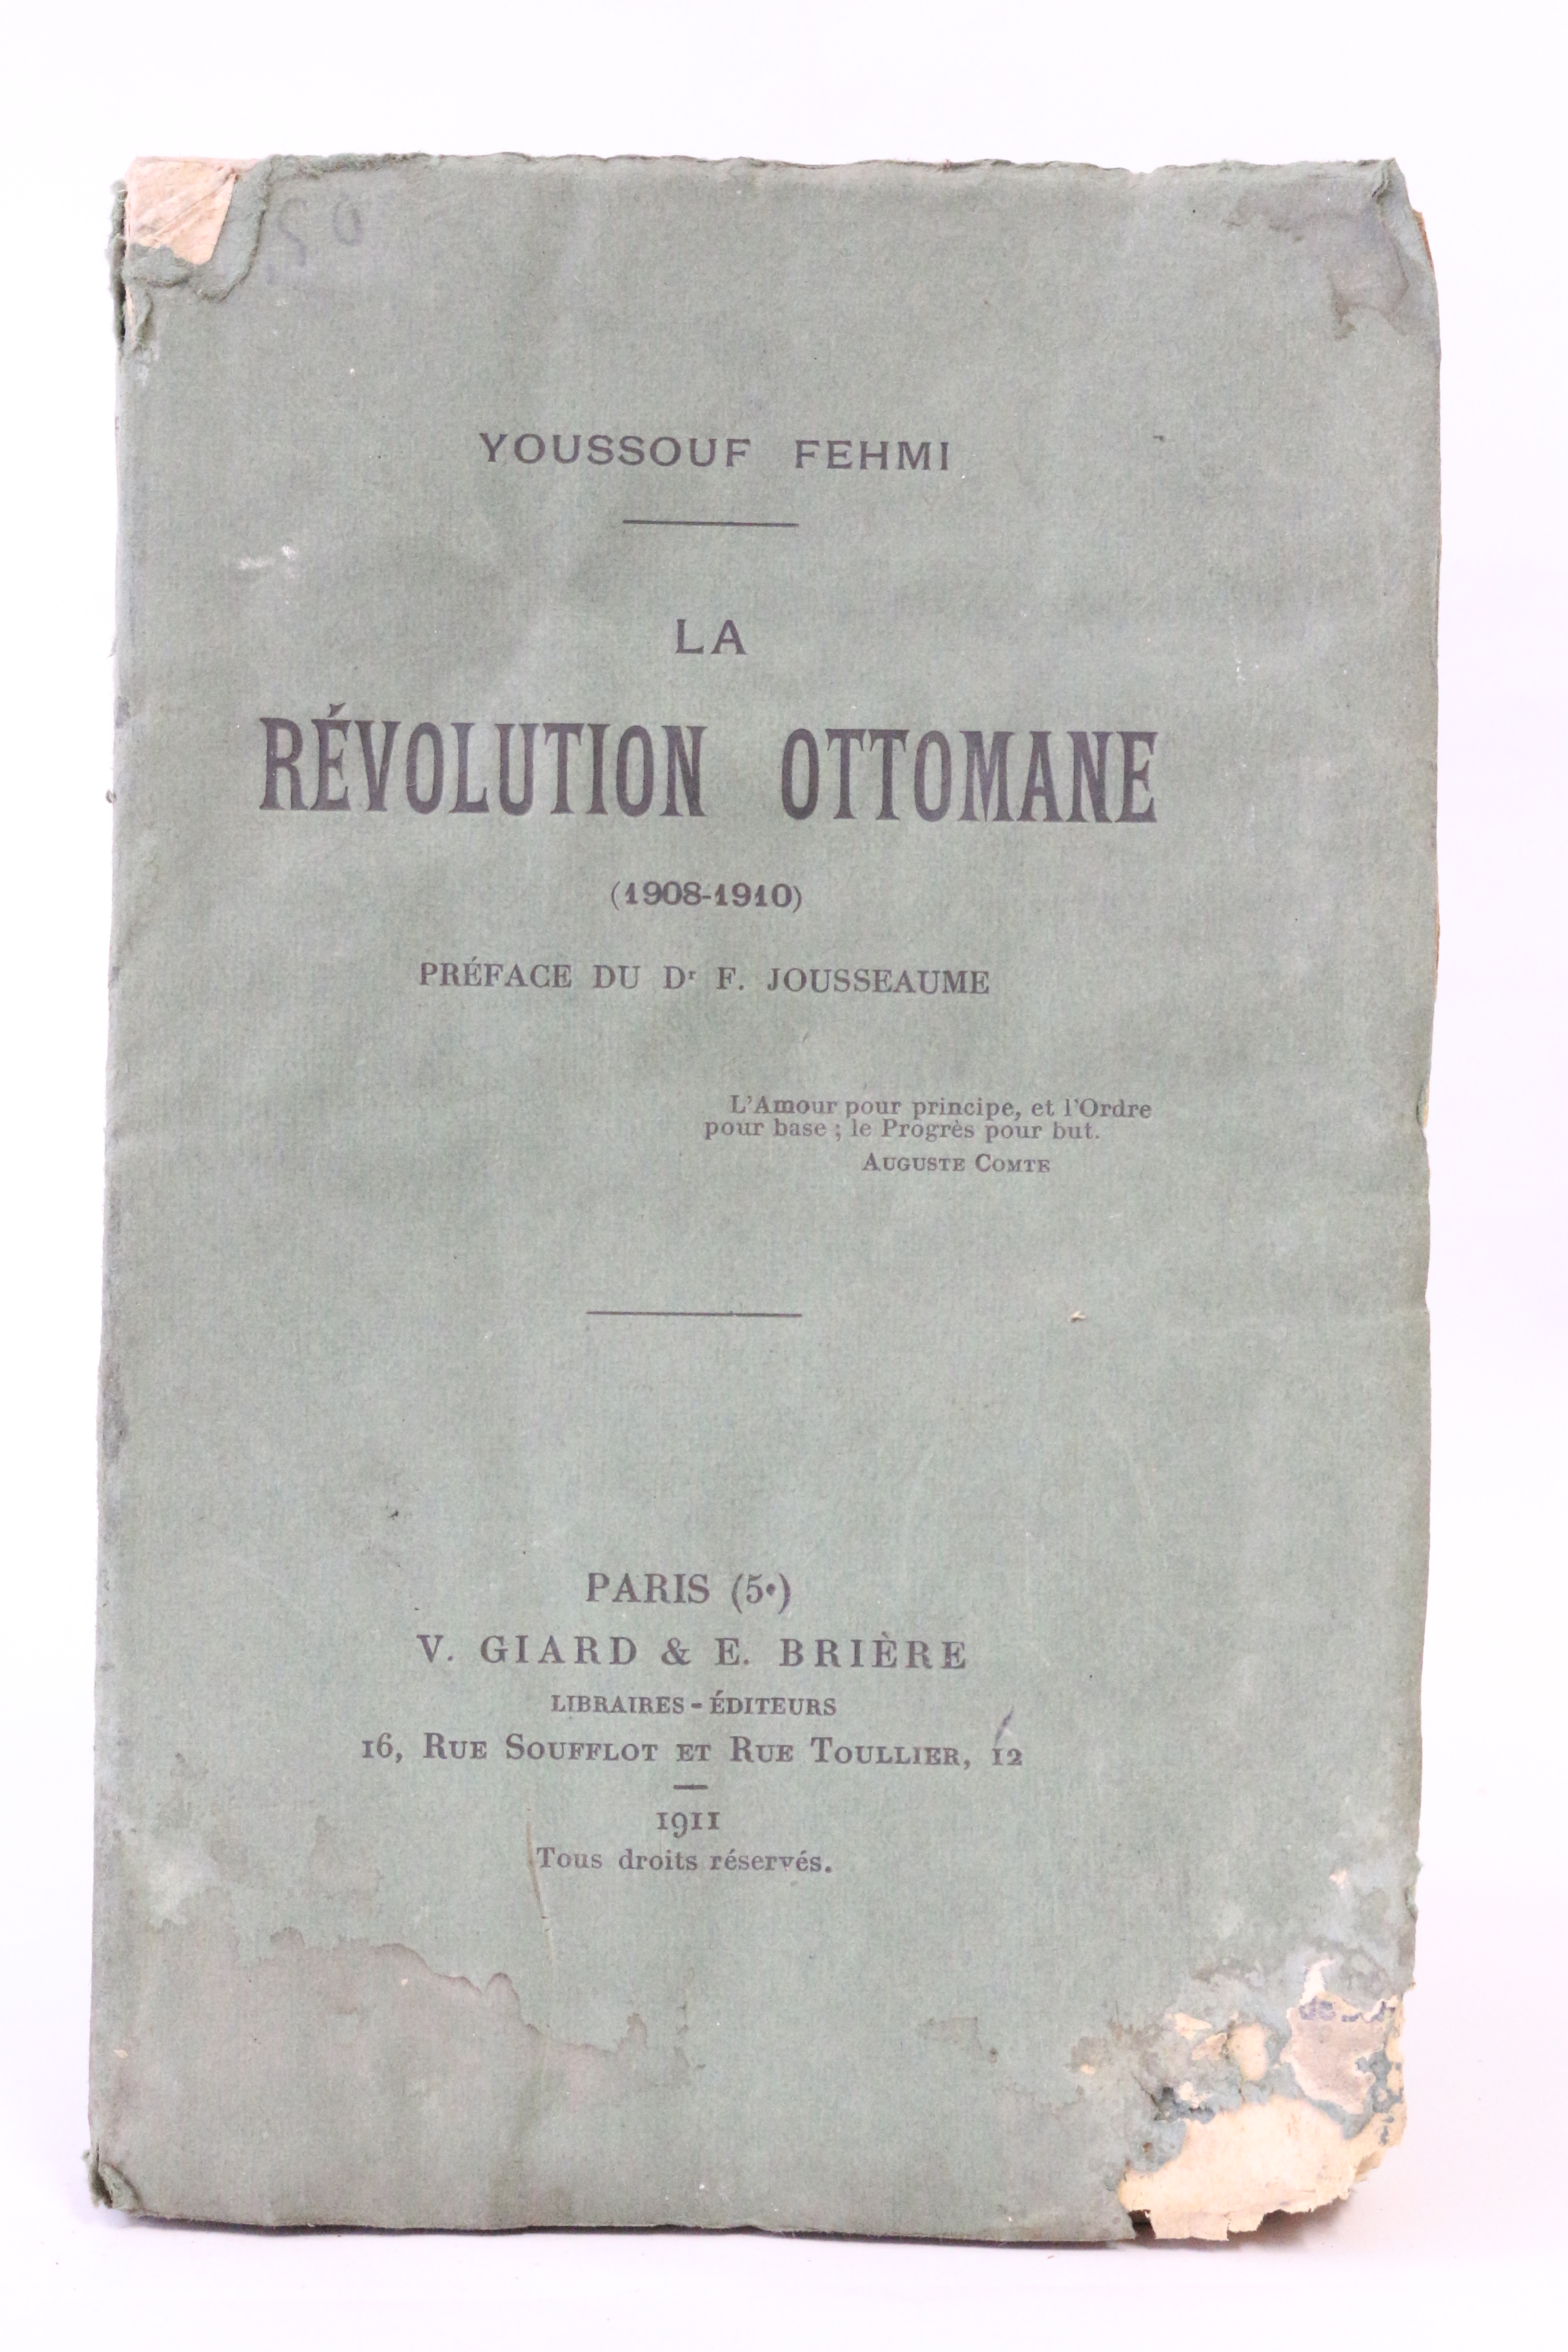 YOUSSOUF FEHMI
LA
RÉVOLUTION OTTOMANE
(1908-1910)
PRÉFACE DU Dr F. JOUSSEAUME
L'Amour pour principe, et l'Ordre
pour base ; le Progrès pour but.
AUGUSTE COMTE
PARIS (5e)
V. GIARD & E. BRIÈRE
LIBRAIRES-ÉDITEURS
16, RUE SOUFFLOT ET RUE TOULLIER, 12
1911
Tous droits réservés.